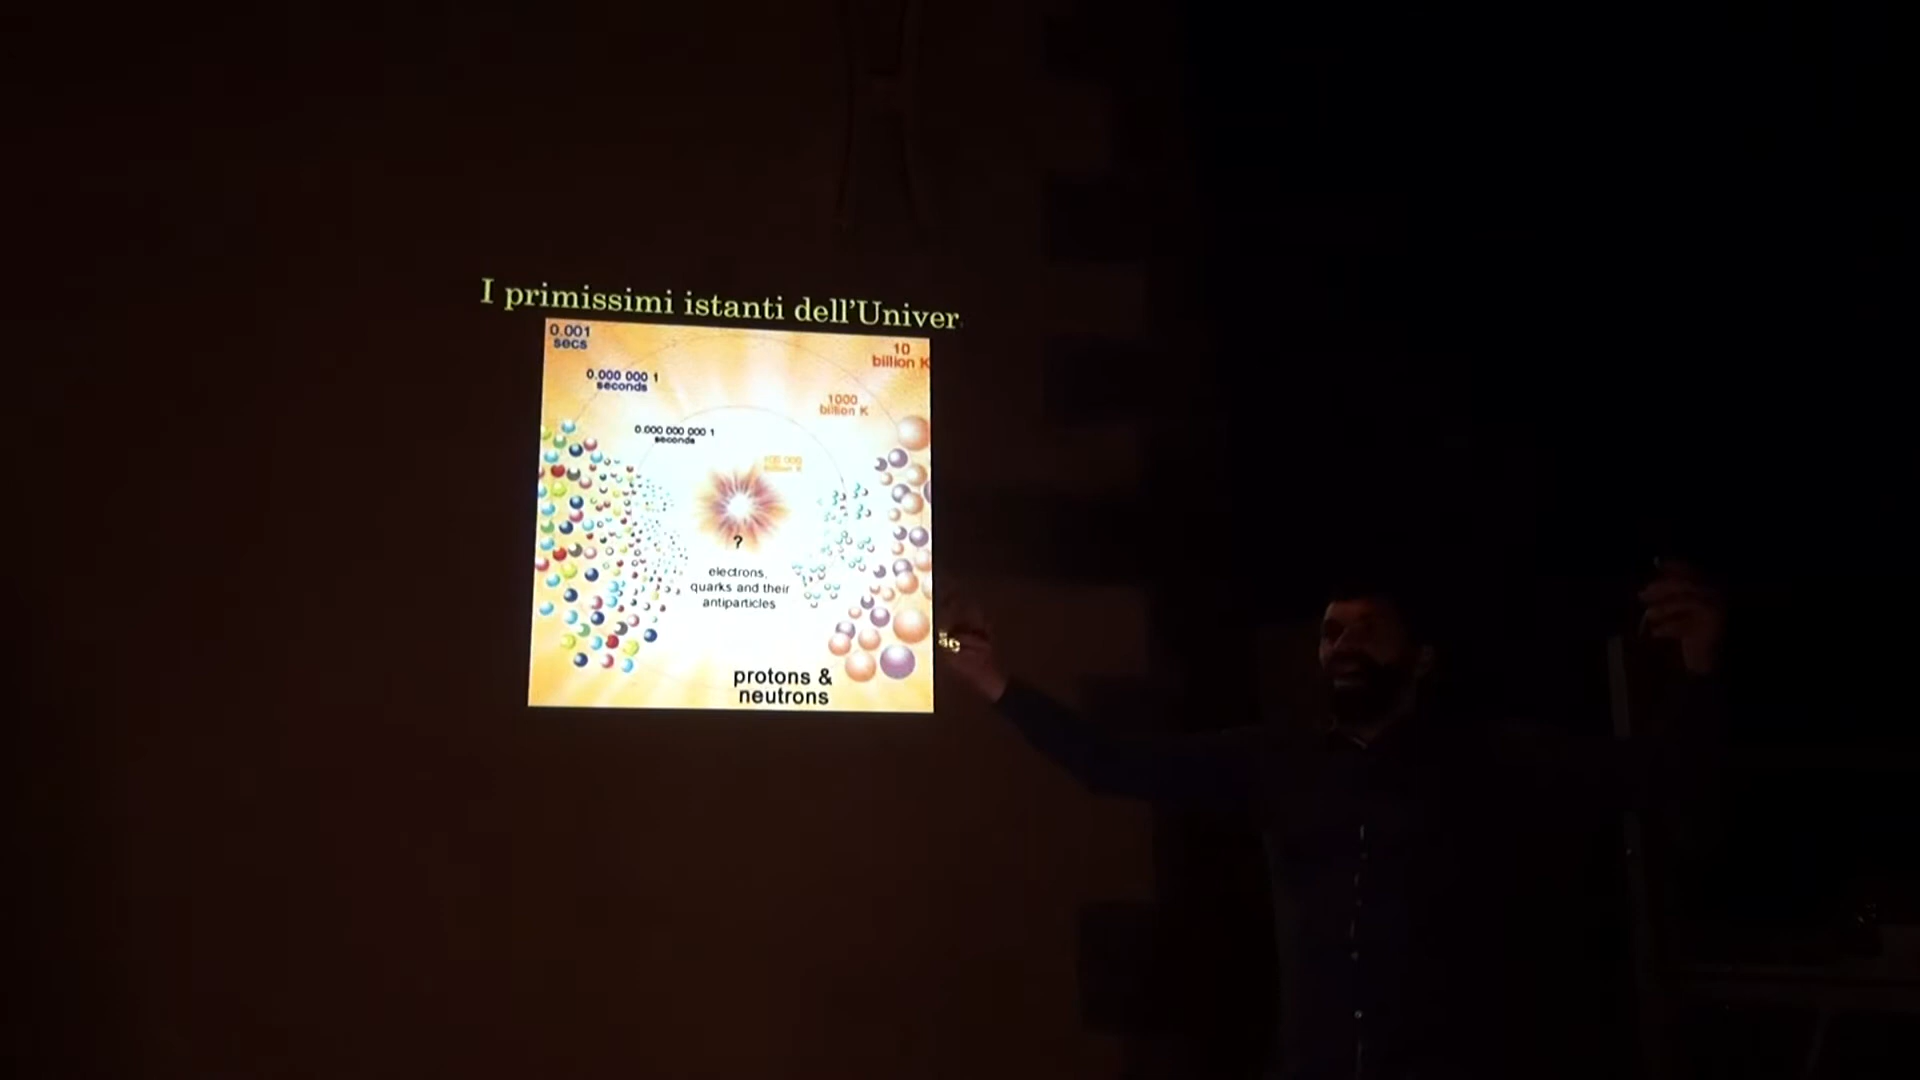 I primissimi istanti dell'Univer
0.001
secs
10
billion K
0.000 000 1
seconds
1000
billion K
0.000 000 000 1
seconds
billion K
?
electrons,
quarks and their
antiparticles
protons &
neutrons